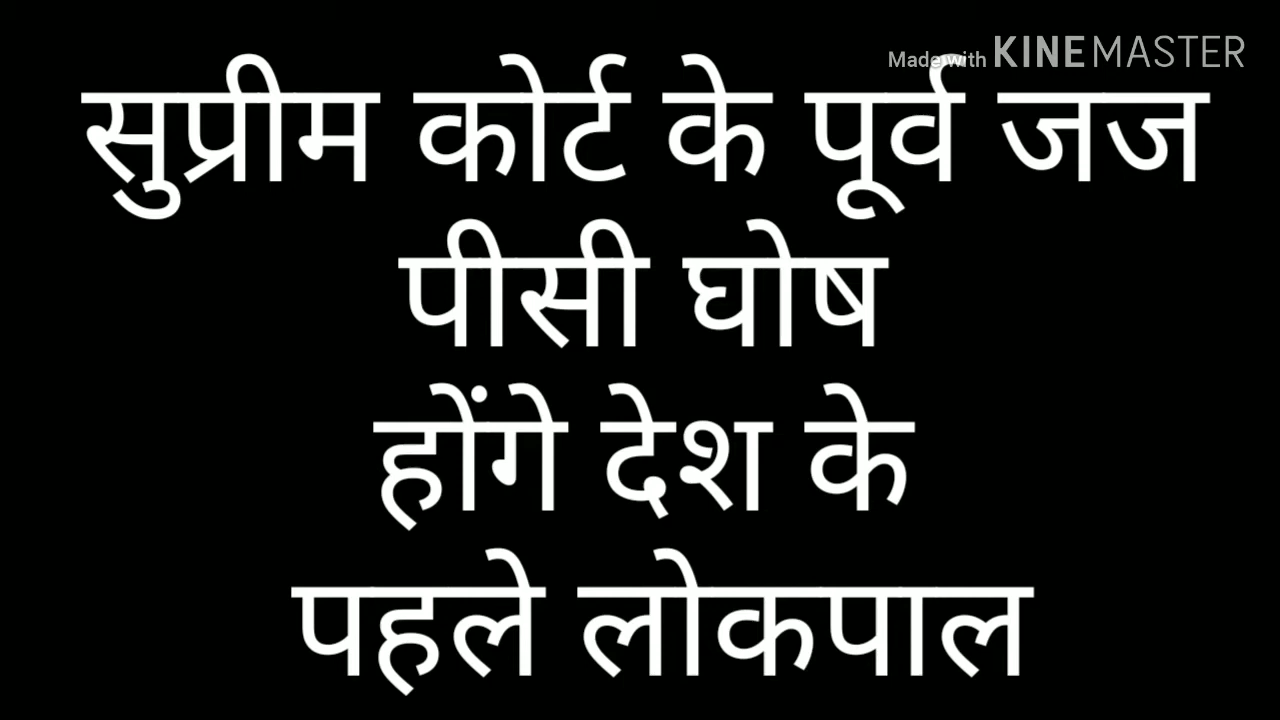 Made with KINEMASTER
सुप्रीम कोर्ट के पूर्व जज
पीसी घोष
होंगे देश के
पहले लोकपाल